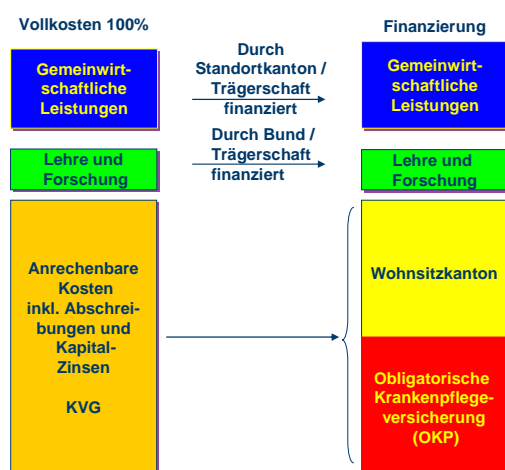 Vollkosten 100%
Finanzierung
Gemeinwirt-
schaftliche
Leistungen
Durch
Standortkanton /
Trägerschaft
finanziert
Gemeinwirt-
schaftliche
Leistungen
Lehre und
Forschung
Durch Bund /
Trägerschaft
finanziert
Lehre und
Forschung
Anrechenbare
Kosten
inkl. Abschrei-
bungen und
Kapital-
Zinsen
KVG
Wohnsitzkanton
Obligatorische
Krankenpflege-
versicherung
(OKP)